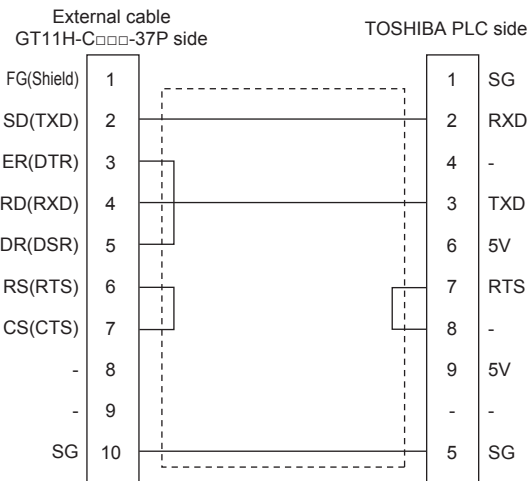 External cable
GT11H-C□□□-37P side
TOSHIBA PLC side
FG(Shield) 1 1 SG
SD(TXD) 2 2 RXD
ER(DTR) 3 4 -
RD(RXD) 4 3 TXD
DR(DSR) 5 6 5V
RS(RTS) 6 7 RTS
CS(CTS) 7 8 -
- 8 9 5V
- 9 - -
SG 10 5 SG